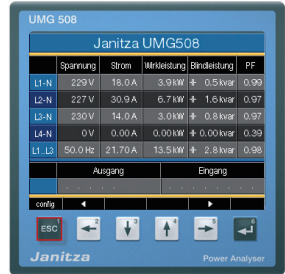 UMG 508
Janitza UMG508
Spannung Strom Wirkleistung Blindleistung PF
L1-N 229 V 18.0 A 3.9 kW 0.5 kvar 0.99
L2-N 227 V 30.9 A 6.7 kW 1.6 kvar 0.97
L3-N 230 V 14.0 A 3.0 kW 0.8 kvar 0.97
L4-N 0 V 0.00 A 0.00 kW 0.00 kvar 0.39
L1..L3 50.0 Hz 21.70 A 13.5 kW 2.8 kvar 0.98
Ausgang Eingang
config
ESC 1 2 3 4 5 6
Janitza Power Analyser